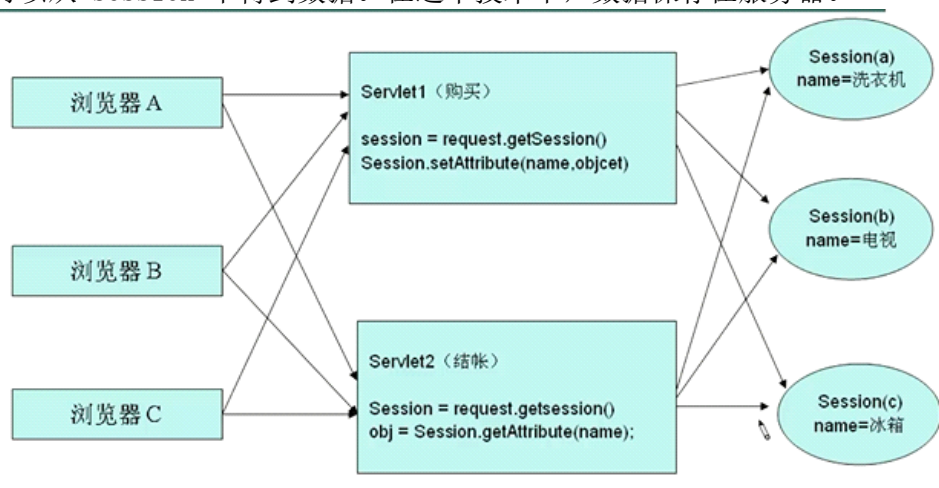 浏览器A
浏览器B
浏览器C
Servlet1（购买）
session = request.getSession()
Session.setAttribute(name,objcet)
Servlet2（结帐）
Session = request.getsession()
obj = Session.getAttribute(name);
Session(a)
name=洗衣机
Session(b)
name=电视
Session(c)
name=冰箱